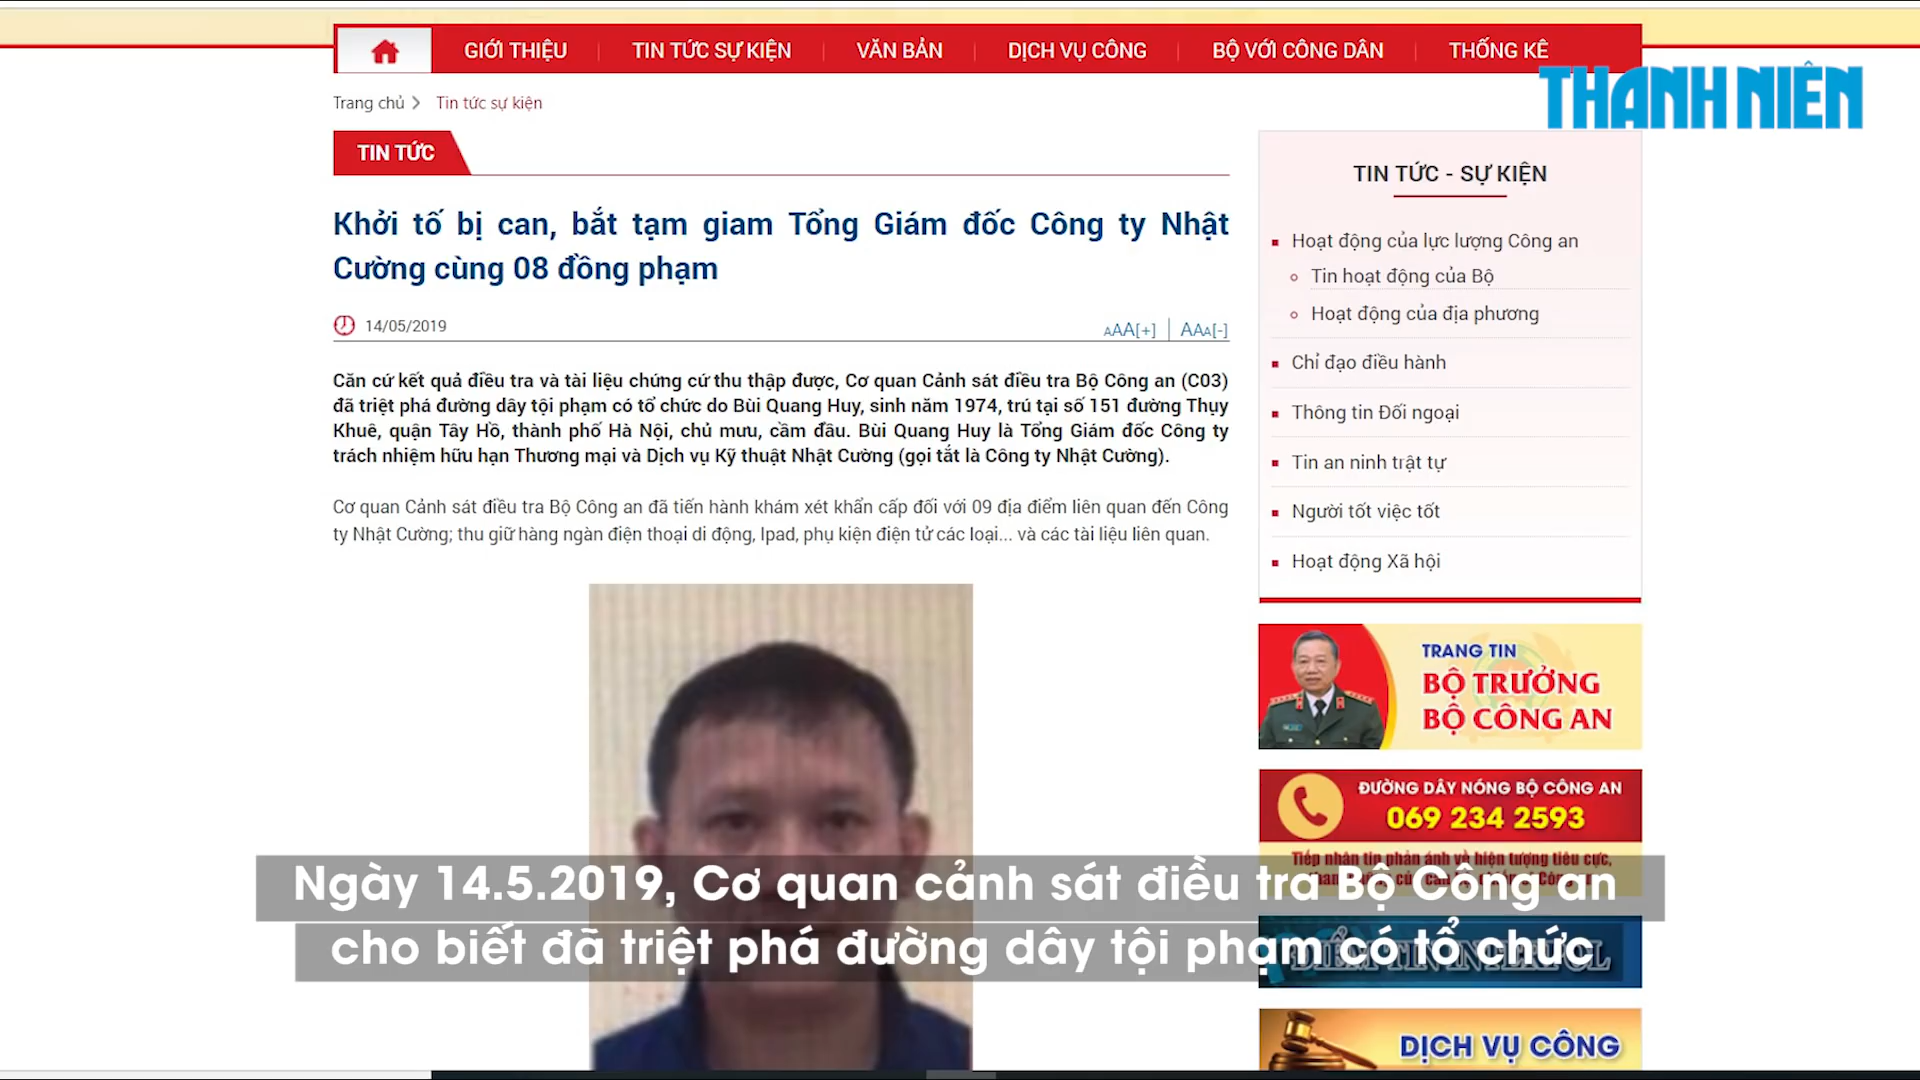 GIỚI THIỆU
TIN TỨC SỰ KIỆN
VĂN BẢN
DỊCH VỤ CÔNG
BỘ VỚI CÔNG DÂN
THỐNG KÊ
THANH NIÊN
Trang chủ
Tin tức sự kiện
TIN TỨC
Khởi tố bị can, bắt tạm giam Tổng Giám đốc Công ty Nhật
Cường cùng 08 đồng phạm
14/05/2019
AAA[+]
AAA[-]
Căn cứ kết quả điều tra và tài liệu chứng cứ thu thập được, Cơ quan Cảnh sát điều tra Bộ Công an (C03)
đã triệt phá đường dây tội phạm có tổ chức do Bùi Quang Huy, sinh năm 1974, trú tại số 151 đường Thụy
Khuê, quận Tây Hồ, thành phố Hà Nội, chủ mưu, cầm đầu. Bùi Quang Huy là Tổng Giám đốc Công ty
trách nhiệm hữu hạn Thương mại và Dịch vụ Kỹ thuật Nhật Cường (gọi tắt là Công ty Nhật Cường).
Cơ quan Cảnh sát điều tra Bộ Công an đã tiến hành khám xét khẩn cấp đối với 09 địa điểm liên quan đến Công
ty Nhật Cường; thu giữ hàng ngàn điện thoại di động, Ipad, phụ kiện điện tử các loại... và các tài liệu liên quan.
TIN TỨC - SỰ KIỆN
Hoạt động của lực lượng Công an
Tin hoạt động của Bộ
Hoạt động của địa phương
Chỉ đạo điều hành
Thông tin Đối ngoại
Tin an ninh trật tự
Người tốt việc tốt
Hoạt động Xã hội
TRANG TIN
BỘ TRƯỞNG
BỘ CÔNG AN
ĐƯỜNG DÂY NÓNG BỘ CÔNG AN
069 234 2593
Tiếp nhận tin phản ánh về hiện tượng tiêu cực,
Ngày 14.5.2019, Cơ quan cảnh sát điều tra Bộ Công an
cho biết đã triệt phá đường dây tội phạm có tổ chức
ĐIỂM TIN INTERPOL
DỊCH VỤ CÔNG